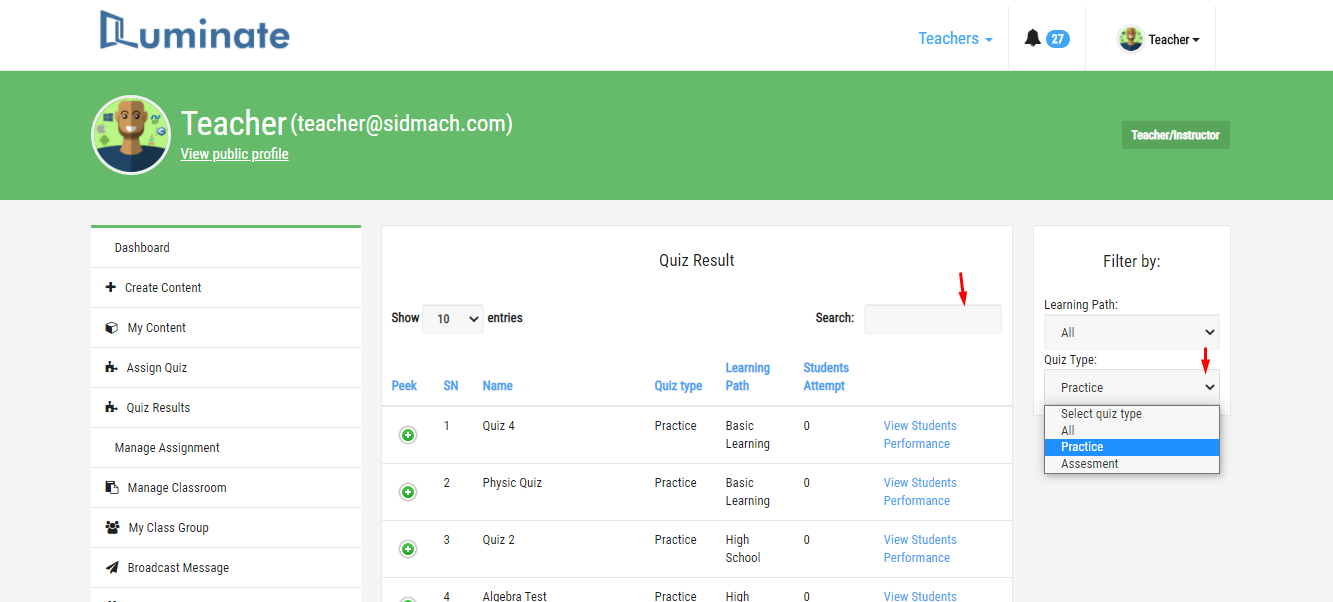 Luminate
Teachers
27
Teacher
Teacher (teacher@sidmach.com)
View public profile
Teacher/Instructor
Dashboard
Create Content
My Content
Assign Quiz
Quiz Results
Manage Assignment
Manage Classroom
My Class Group
Broadcast Message
Quiz Result
Show 10 entries
Search:
Peek SN Name Quiz type Learning Path Students Attempt
1 Quiz 4 Practice Basic Learning 0 View Students Performance
2 Physic Quiz Practice Basic Learning 0 View Students Performance
3 Quiz 2 Practice High School 0 View Students Performance
4 Algebra Test Practice High 0 View Students
Filter by:
Learning Path:
All
Quiz Type:
Practice
Select quiz type
All
Practice
Assesment